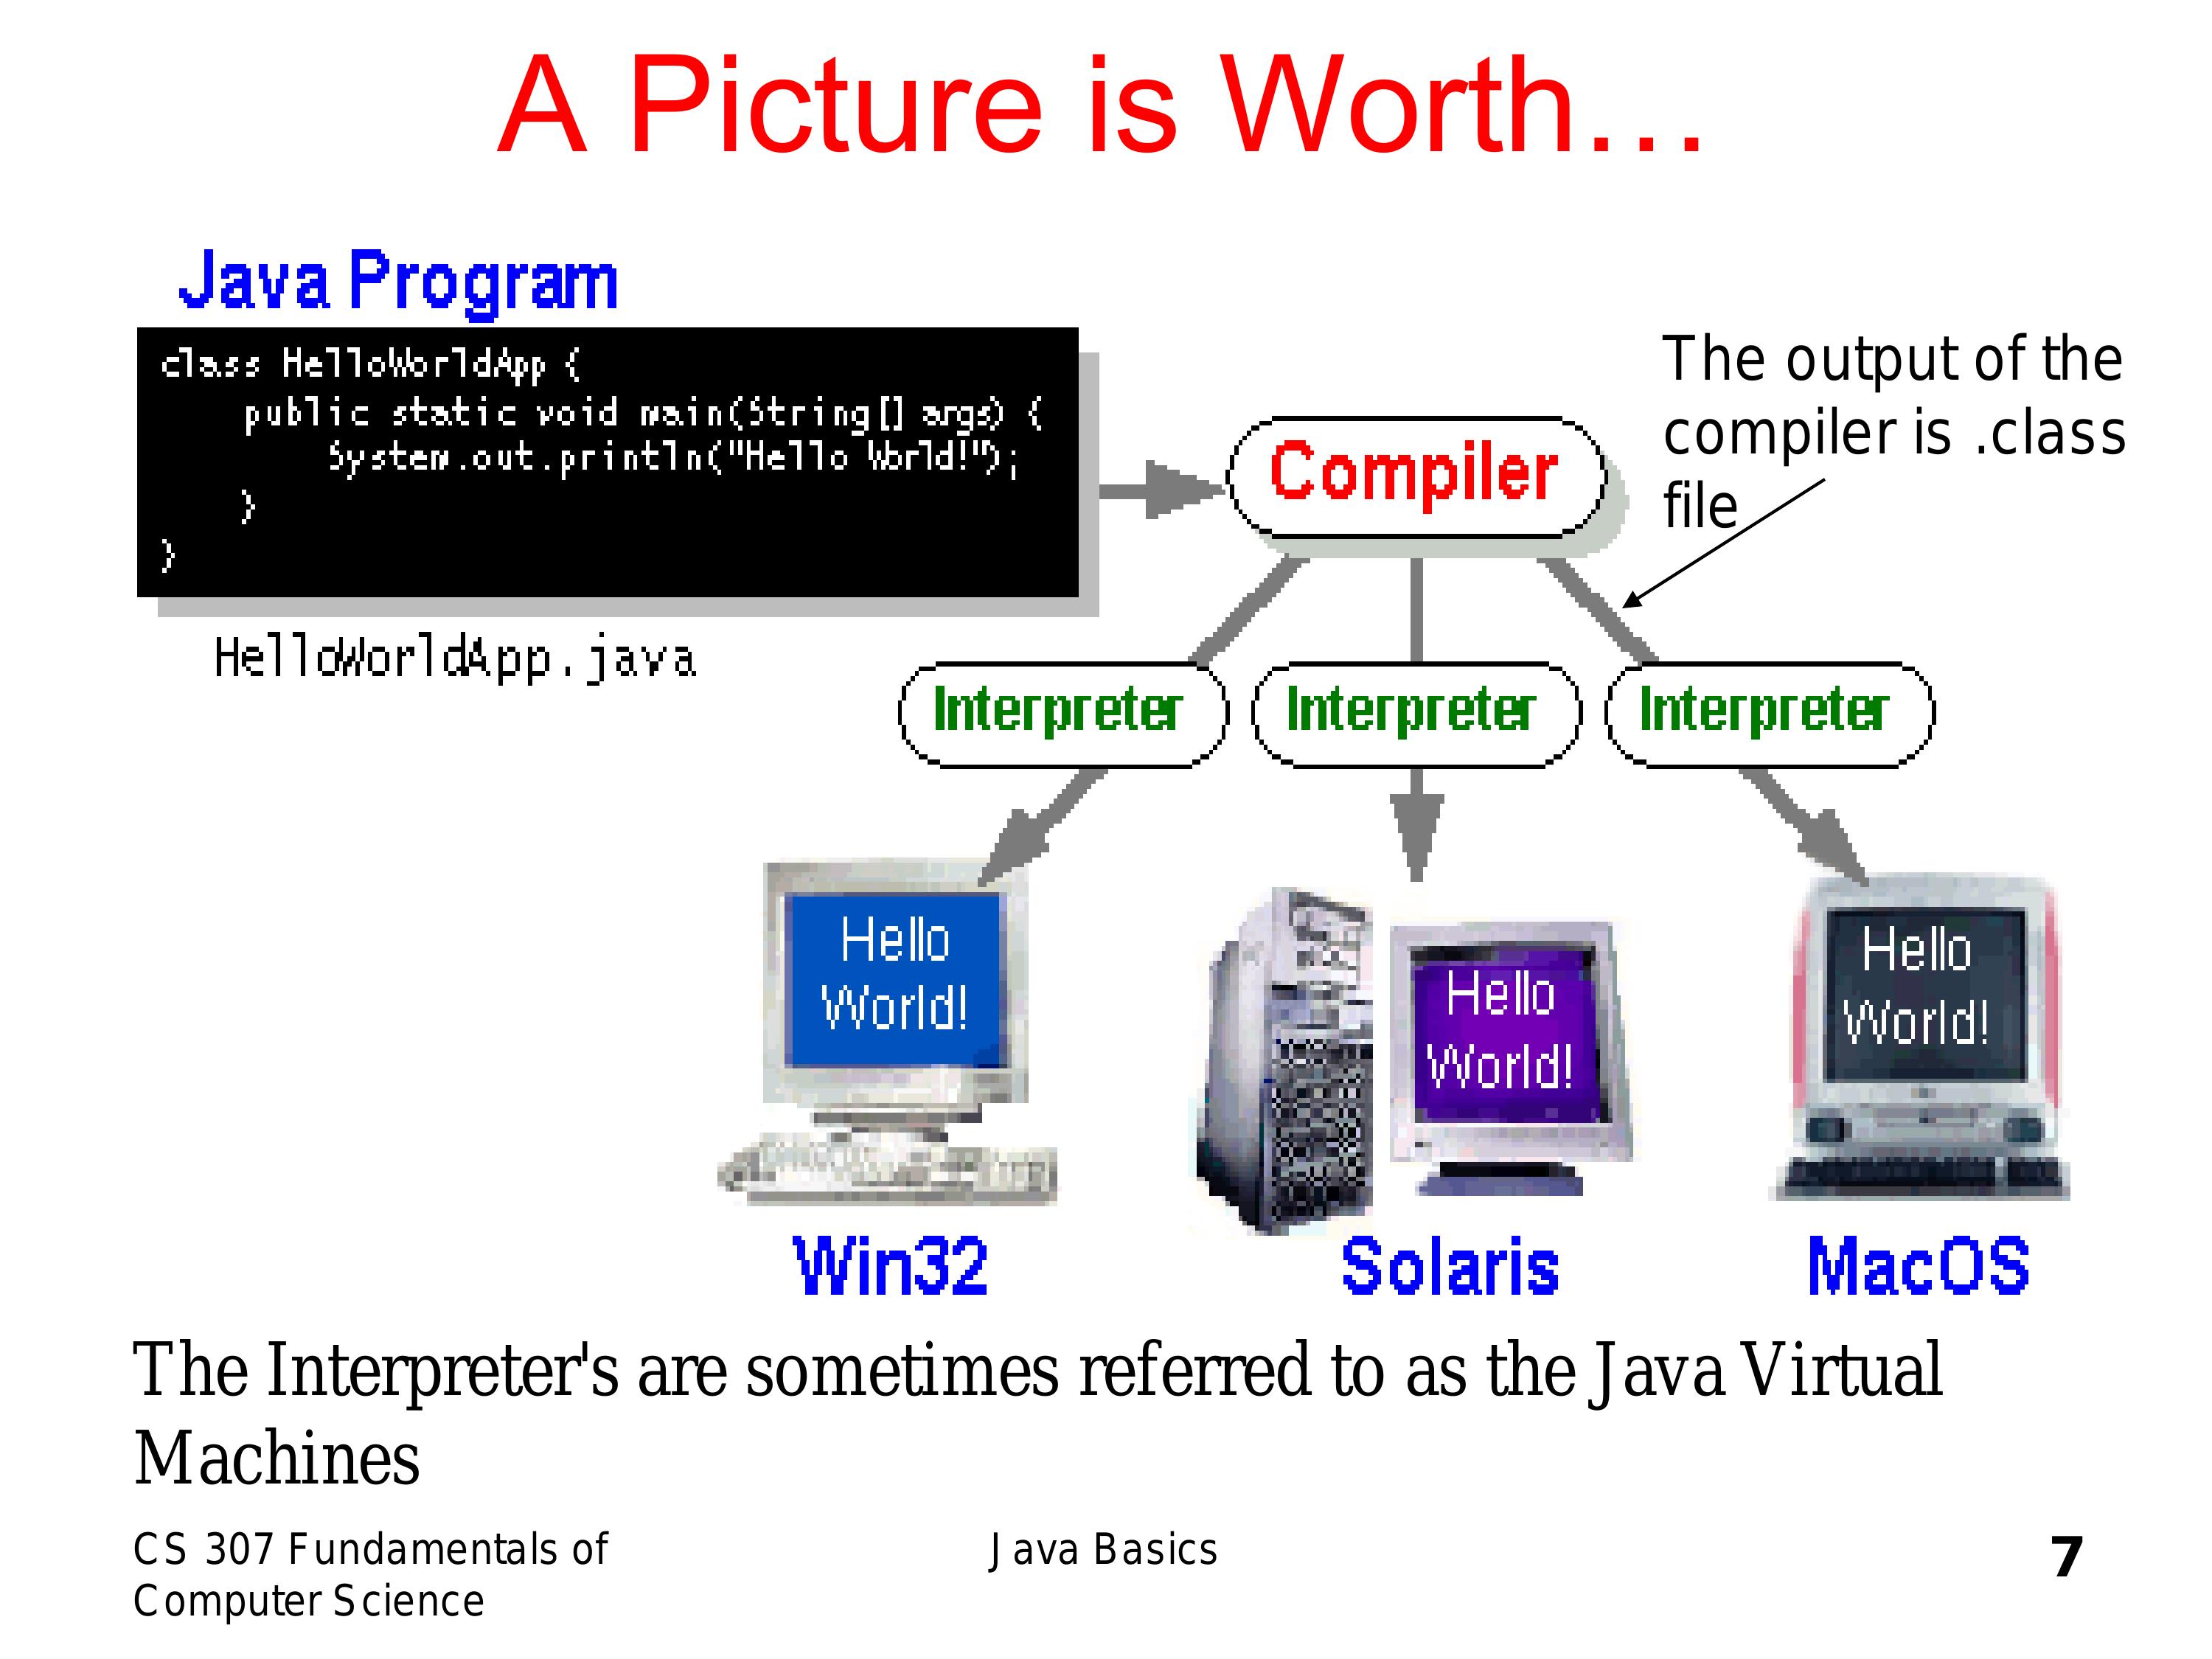 A Picture is Worth…
Java Program
class HelloWorldApp {
    public static void main(String[] args) {
        System.out.println("Hello World!");
    }
}
HelloWorldApp.java
Compiler
The output of the
compiler is .class
file
Interpreter
Interpreter
Interpreter
Hello
World!
Hello
World!
Hello
World!
Win32
Solaris
MacOS
The Interpreter's are sometimes referred to as the Java Virtual
Machines
CS 307 Fundamentals of
Computer Science
Java Basics
7